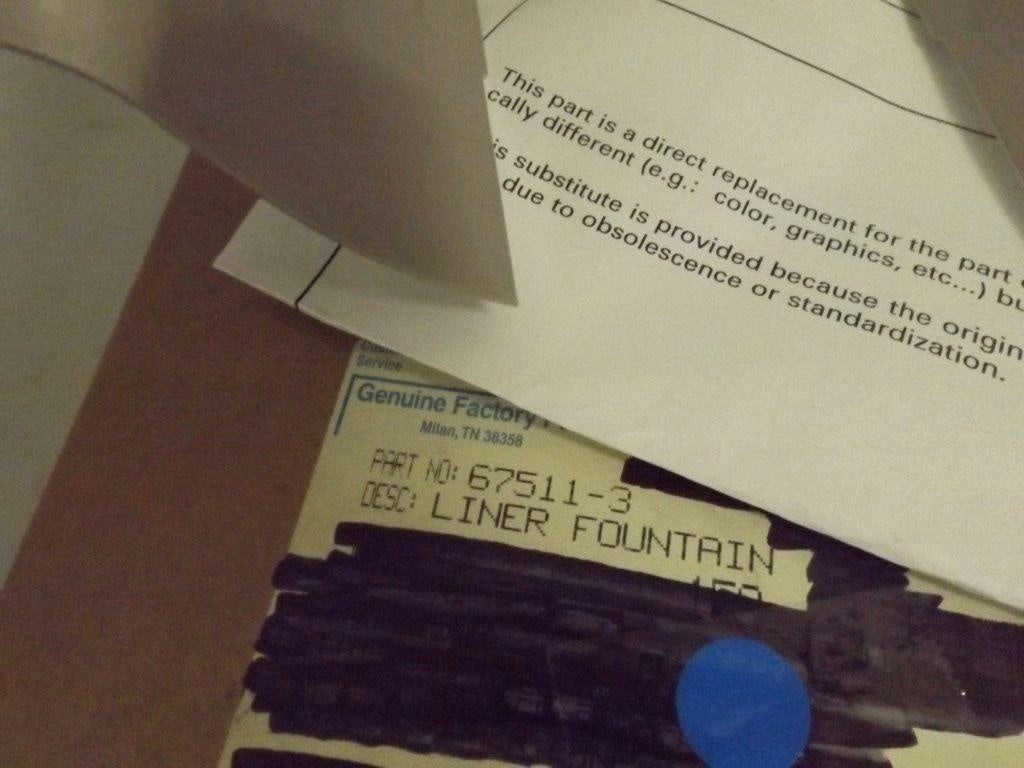 This part is a direct replacement for the part
cally different (e.g.: color, graphics, etc...) bu
is substitute is provided because the origin
due to obsolescence or standardization.
Service
Genuine Factory
Milan, TN 38358
PART NO: 67511-3
DESC: LINER FOUNTAIN